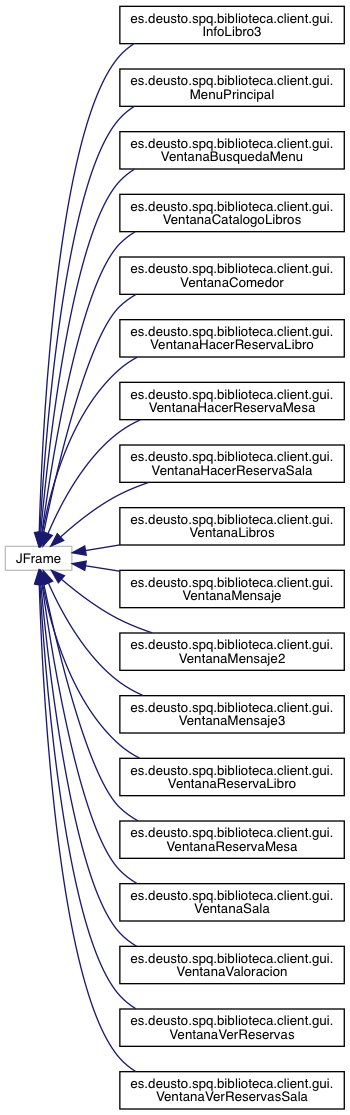 es.deusto.spq.biblioteca.client.gui.
InfoLibro3
es.deusto.spq.biblioteca.client.gui.
MenuPrincipal
es.deusto.spq.biblioteca.client.gui.
VentanaBusquedaMenu
es.deusto.spq.biblioteca.client.gui.
VentanaCatalogoLibros
es.deusto.spq.biblioteca.client.gui.
VentanaComedor
es.deusto.spq.biblioteca.client.gui.
VentanaHacerReservaLibro
es.deusto.spq.biblioteca.client.gui.
VentanaHacerReservaMesa
es.deusto.spq.biblioteca.client.gui.
VentanaHacerReservaSala
es.deusto.spq.biblioteca.client.gui.
VentanaLibros
JFrame
es.deusto.spq.biblioteca.client.gui.
VentanaMensaje
es.deusto.spq.biblioteca.client.gui.
VentanaMensaje2
es.deusto.spq.biblioteca.client.gui.
VentanaMensaje3
es.deusto.spq.biblioteca.client.gui.
VentanaReservaLibro
es.deusto.spq.biblioteca.client.gui.
VentanaReservaMesa
es.deusto.spq.biblioteca.client.gui.
VentanaSala
es.deusto.spq.biblioteca.client.gui.
VentanaValoracion
es.deusto.spq.biblioteca.client.gui.
VentanaVerReservas
es.deusto.spq.biblioteca.client.gui.
VentanaVerReservasSala